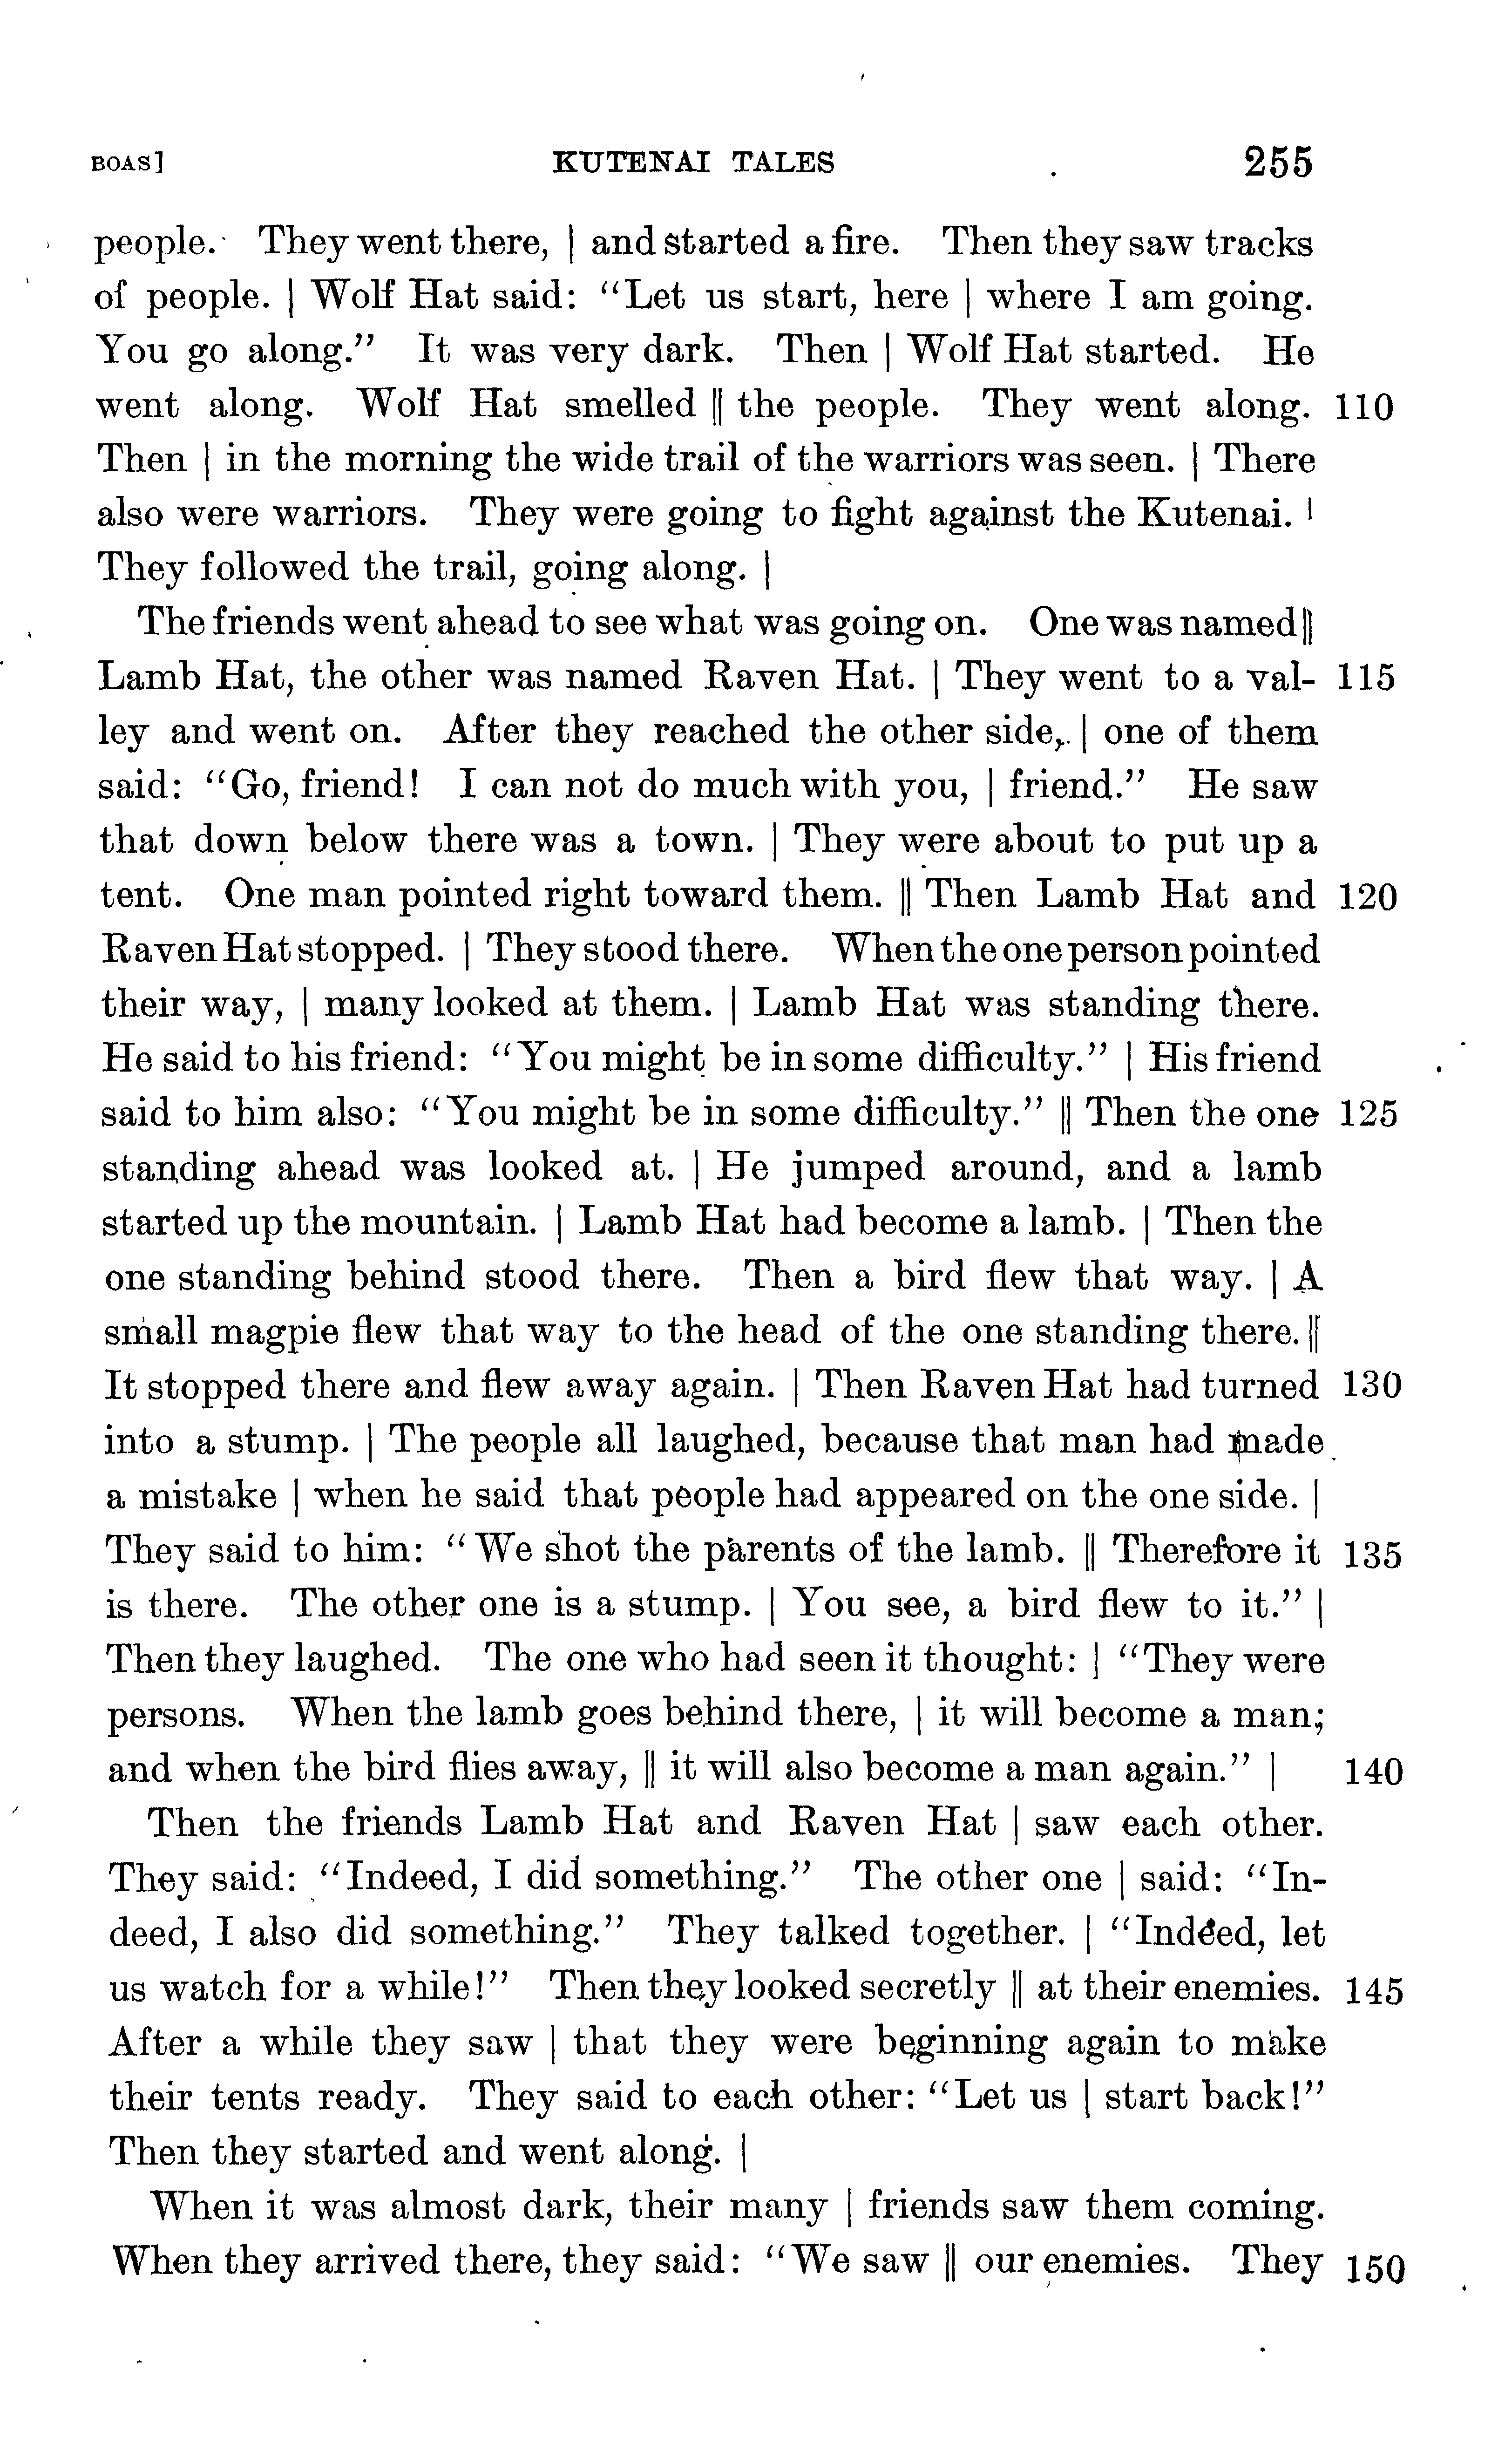 BOAS] KUTENAI TALES 255
people. They went there, | and started a fire. Then they saw tracks
of people. | Wolf Hat said: “Let us start, here | where I am going.
You go along.” It was very dark. Then | Wolf Hat started. He
went along. Wolf Hat smelled || the people. They went along. 110
Then | in the morning the wide trail of the warriors was seen. | There
also were warriors. They were going to fight against the Kutenai. |
They followed the trail, going along. |
The friends went ahead to see what was going on. One was named ||
Lamb Hat, the other was named Raven Hat. | They went to a val- 115
ley and went on. After they reached the other side, | one of them
said: “Go, friend! I can not do much with you, | friend.” He saw
that down below there was a town. | They were about to put up a
tent. One man pointed right toward them. || Then Lamb Hat and 120
Raven Hat stopped. | They stood there. When the one person pointed
their way, | many looked at them. | Lamb Hat was standing there.
He said to his friend: “You might be in some difficulty.” | His friend
said to him also: “You might be in some difficulty.” || Then the one 125
standing ahead was looked at. | He jumped around, and a lamb
started up the mountain. | Lamb Hat had become a lamb. | Then the
one standing behind stood there. Then a bird flew that way. | A
small magpie flew that way to the head of the one standing there. ||
It stopped there and flew away again. | Then Raven Hat had turned 130
into a stump. | The people all laughed, because that man had made
a mistake | when he said that people had appeared on the one side. |
They said to him: “We shot the parents of the lamb. || Therefore it 135
is there. The other one is a stump. | You see, a bird flew to it.” |
Then they laughed. The one who had seen it thought: | “They were
persons. When the lamb goes behind there, | it will become a man;
and when the bird flies away, || it will also become a man again.” | 140
Then the friends Lamb Hat and Raven Hat | saw each other.
They said: “Indeed, I did something.” The other one | said: “In-
deed, I also did something.” They talked together. | “Indeed, let
us watch for a while!” Then they looked secretly || at their enemies. 145
After a while they saw | that they were beginning again to make
their tents ready. They said to each other: “Let us | start back!”
Then they started and went along. |
When it was almost dark, their many | friends saw them coming.
When they arrived there, they said: “We saw || our enemies. They 150